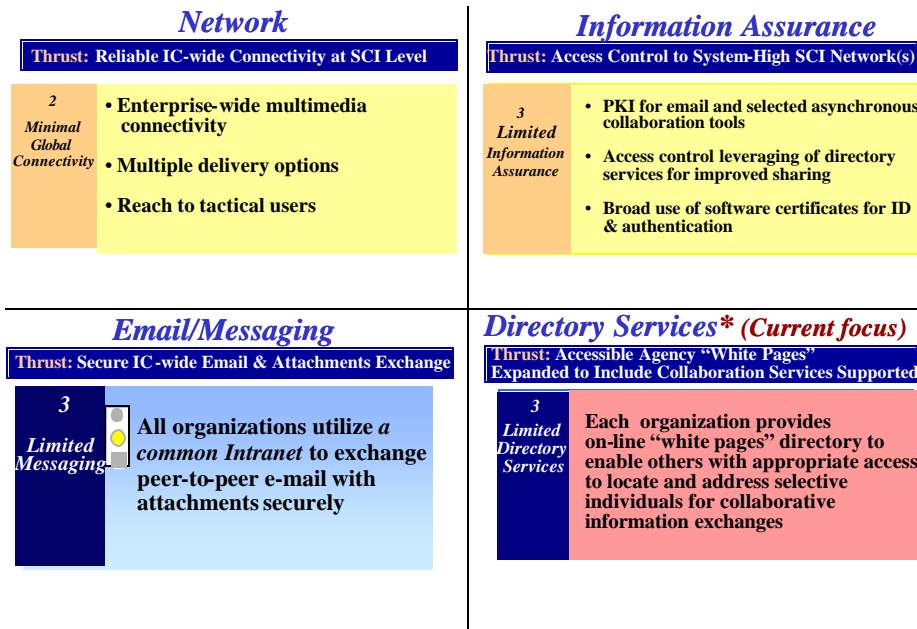 Network
Thrust: Reliable IC-wide Connectivity at SCI Level
2
Minimal
Global
Connectivity
• Enterprise-wide multimedia
connectivity
• Multiple delivery options
• Reach to tactical users
Information Assurance
Thrust: Access Control to System-High SCI Network(s)
3
Limited
Information
Assurance
• PKI for email and selected asynchronous
collaboration tools
• Access control leveraging of directory
services for improved sharing
• Broad use of software certificates for ID
& authentication
Email/Messaging
Thrust: Secure IC-wide Email & Attachments Exchange
3
Limited
Messaging
All organizations utilize a
common Intranet to exchange
peer-to-peer e-mail with
attachments securely
Directory Services* (Current focus)
Thrust: Accessible Agency “White Pages”
Expanded to Include Collaboration Services Supported
3
Limited
Directory
Services
Each organization provides
on-line “white pages” directory to
enable others with appropriate access
to locate and address selective
individuals for collaborative
information exchanges